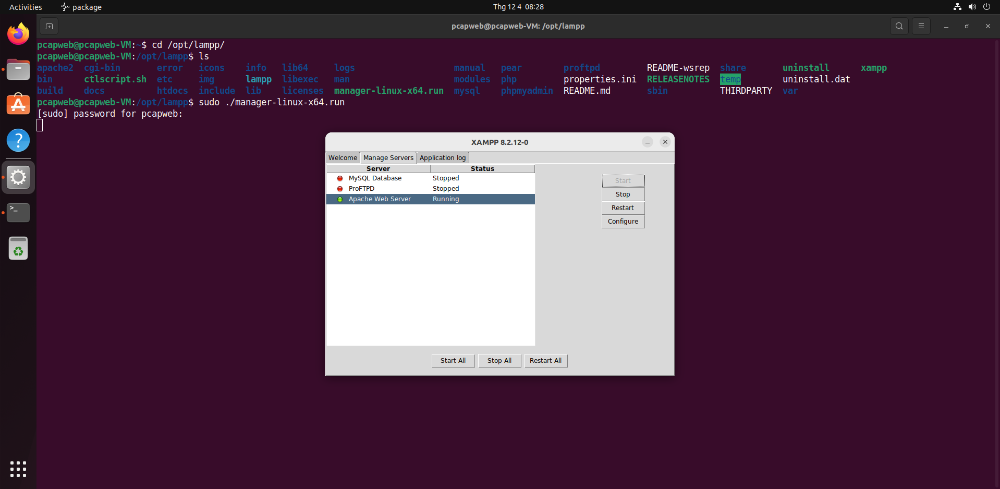 Activities package Thg 12 4 08:28
pcapweb@pcapweb-VM: /opt/lampp
pcapweb@pcapweb-VM:~$ cd /opt/lampp/
pcapweb@pcapweb-VM:/opt/lampp$ ls
apache2 cgi-bin error icons info lib64 logs manual pear proftpd README-wsrep share uninstall xampp
bin ctlscript.sh etc img lampp libexec man modules php properties.ini RELEASENOTES temp uninstall.dat
build docs htdocs include lib licenses manager-linux-x64.run mysql phpmyadmin README.md sbin THIRDPARTY var
pcapweb@pcapweb-VM:/opt/lampp$ sudo ./manager-linux-x64.run
[sudo] password for pcapweb:
XAMPP 8.2.12-0
Welcome Manage Servers Application log
Server Status
MySQL Database Stopped
ProFTPD Stopped
Apache Web Server Running
Start
Stop
Restart
Configure
Start All Stop All Restart All